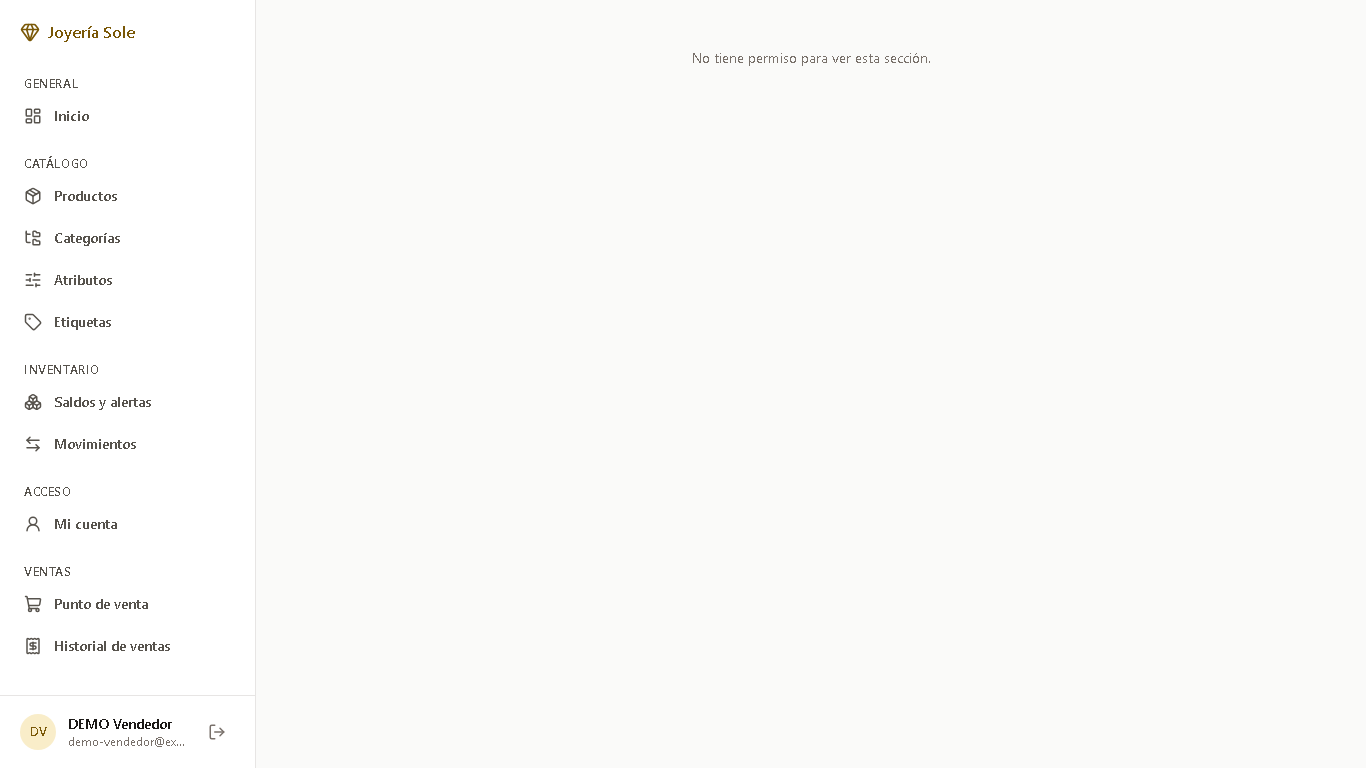 Joyería Sole
GENERAL
Inicio
CATÁLOGO
Productos
Categorías
Atributos
Etiquetas
INVENTARIO
Saldos y alertas
Movimientos
ACCESO
Mi cuenta
VENTAS
Punto de venta
Historial de ventas
DV
DEMO Vendedor
demo-vendedor@ex...
No tiene permiso para ver esta sección.